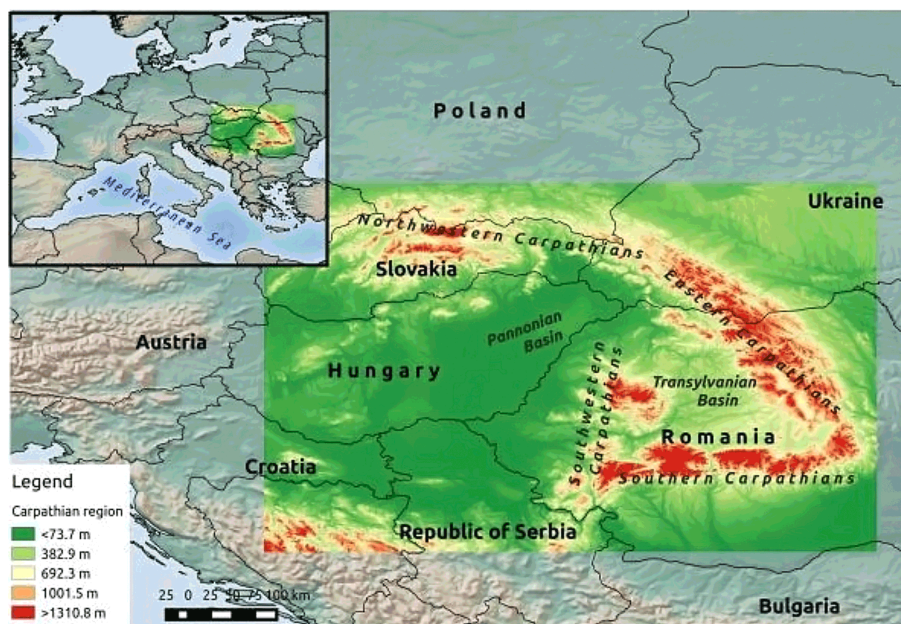 Mediterranean Sea
Poland
Ukraine
Northwestern Carpathians
Slovakia
Eastern Carpathians
Austria
Pannonian
Basin
Hungary
Southwestern
Carpathians
Transylvanian
Basin
Romania
Croatia
Southern Carpathians
Republic of Serbia
Bulgaria
Legend
Carpathian region
<73.7 m
382.9 m
692.3 m
1001.5 m
>1310.8 m
25 0 25 50 75 100 km